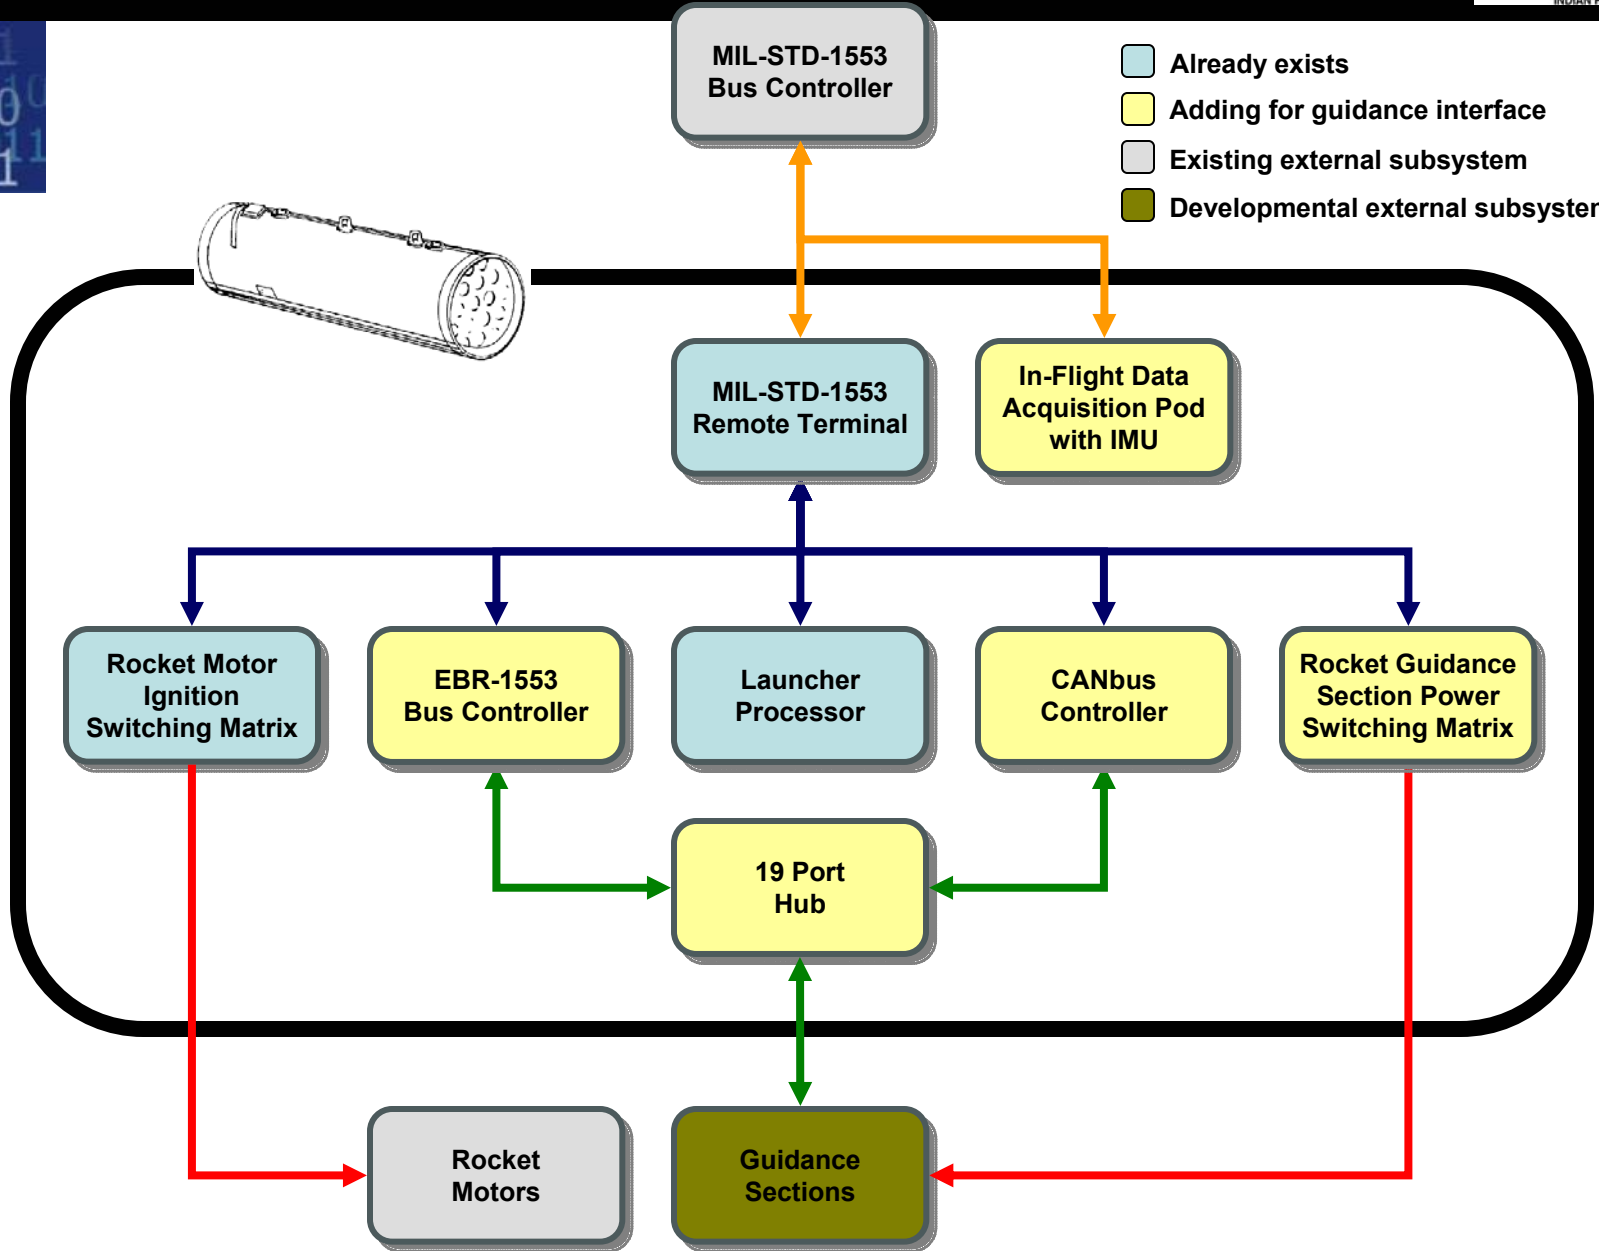 MIL-STD-1553
Bus Controller
Already exists
Adding for guidance interface
Existing external subsystem
Developmental external
MIL-STD-1553
Remote Terminal
In-Flight Data
Acquisition Pod
with IMU
Rocket Motor
Ignition
Switching Matrix
EBR-1553
Bus Controller
Launcher
Processor
CANbus
Controller
Rocket Guidance
Section Power
Switching Matrix
19 Port
Hub
Rocket
Motors
Guidance
Sections